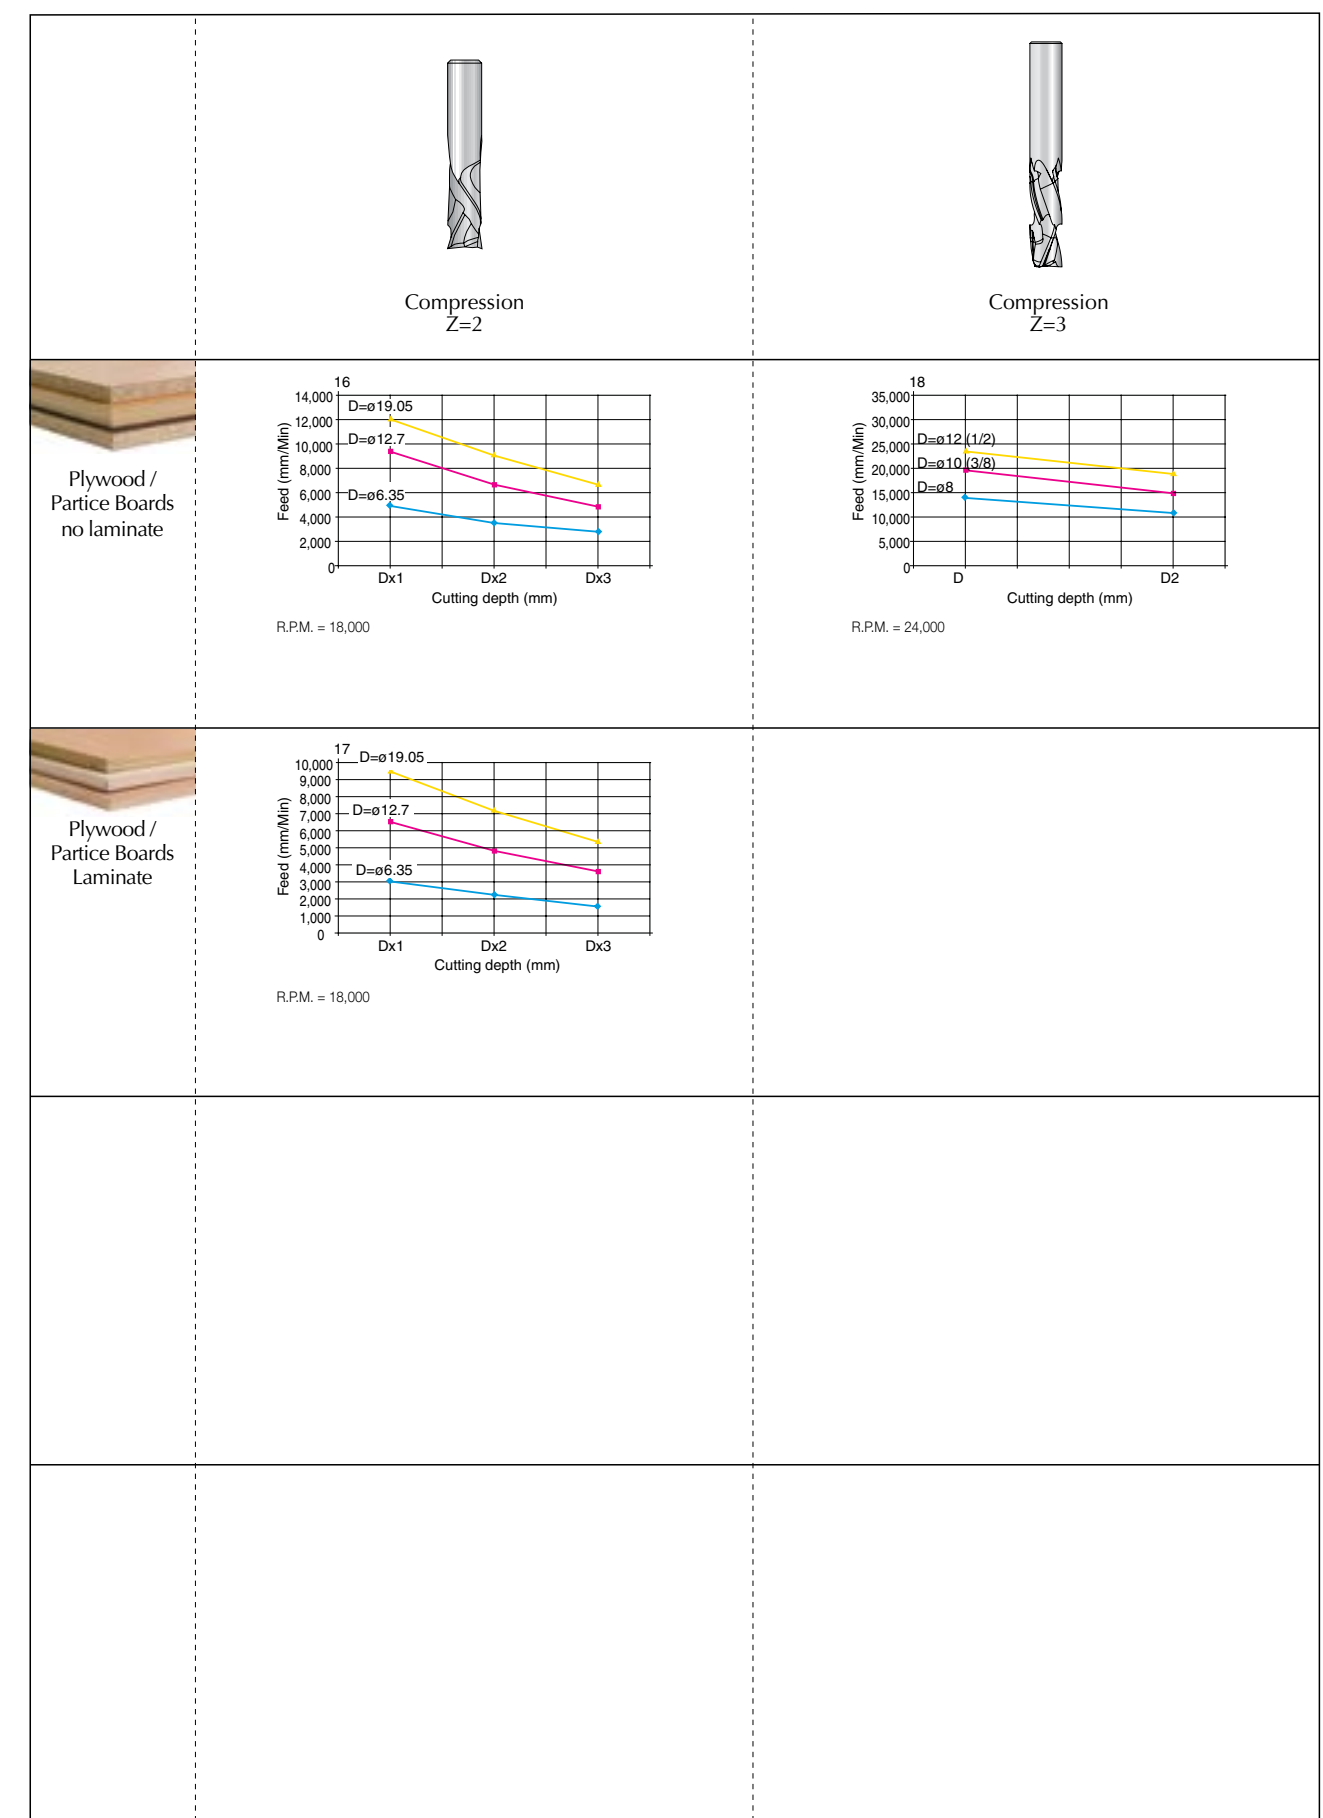 Compression
Z=2
Compression
Z=3
Plywood /
Partice Boards
no laminate
16
14,000
12,000
10,000
8,000
6,000
4,000
2,000
0
Feed (mm/Min)
D=ø19.05
D=ø12.7
D=ø6.35
Dx1 Dx2 Dx3
Cutting depth (mm)
R.P.M. = 18,000
18
35,000
30,000
25,000
20,000
15,000
10,000
5,000
0
Feed (mm/Min)
D=ø12 (1/2)
D=ø10 (3/8)
D=ø8
D D2
Cutting depth (mm)
R.P.M. = 24,000
Plywood /
Partice Boards
Laminate
17
10,000
9,000
8,000
7,000
6,000
5,000
4,000
3,000
2,000
1,000
0
Feed (mm/Min)
D=ø19.05
D=ø12.7
D=ø6.35
Dx1 Dx2 Dx3
Cutting depth (mm)
R.P.M. = 18,000